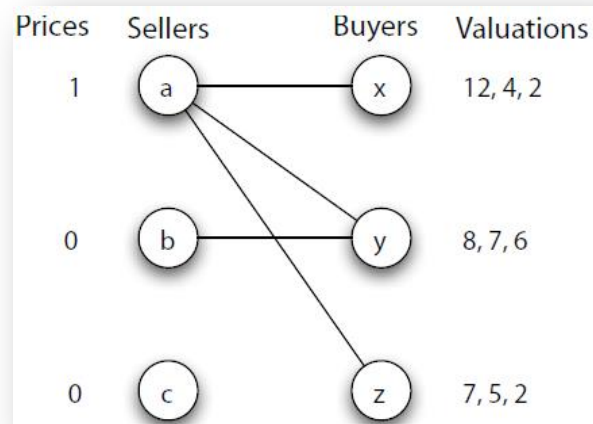 Prices Sellers Buyers Valuations
1 a x 12, 4, 2
0 b y 8, 7, 6
0 c z 7, 5, 2